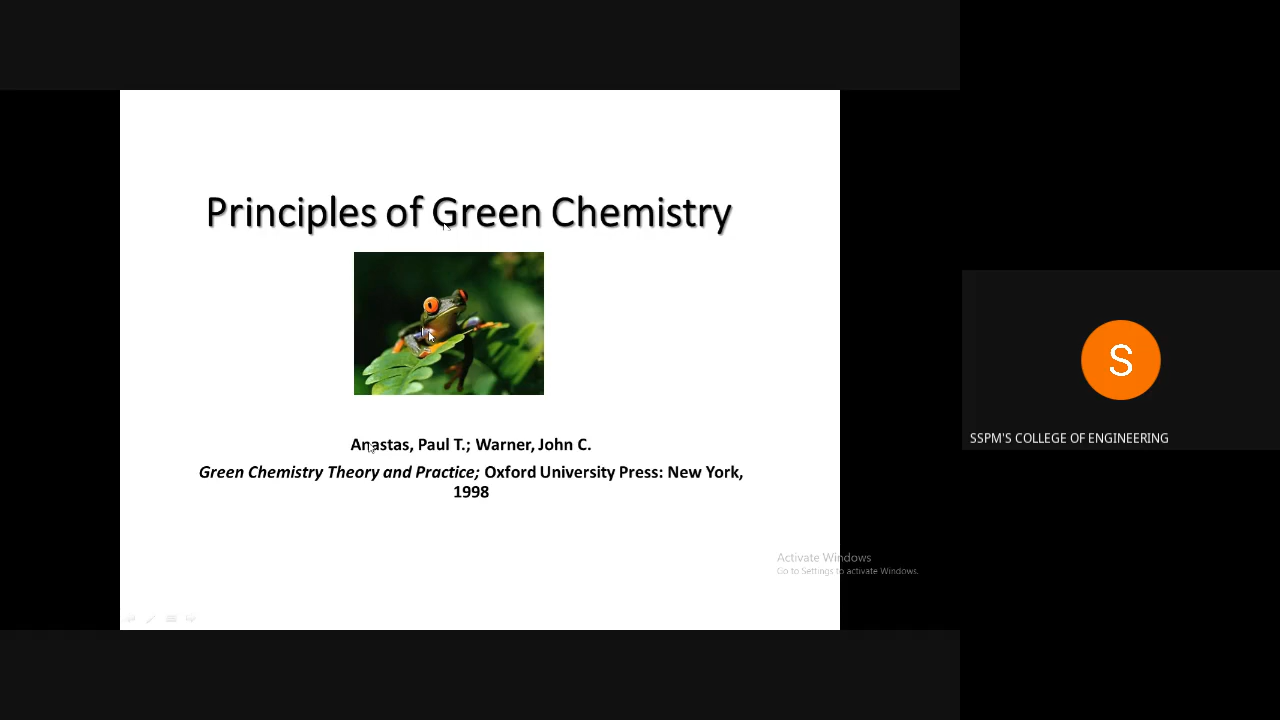 Principles of Green Chemistry
Anastas, Paul T.; Warner, John C.
Green Chemistry Theory and Practice; Oxford University Press: New York,
1998
Activate Windows
Go to Settings to activate Windows.
S
SSPM'S COLLEGE OF ENGINEERING